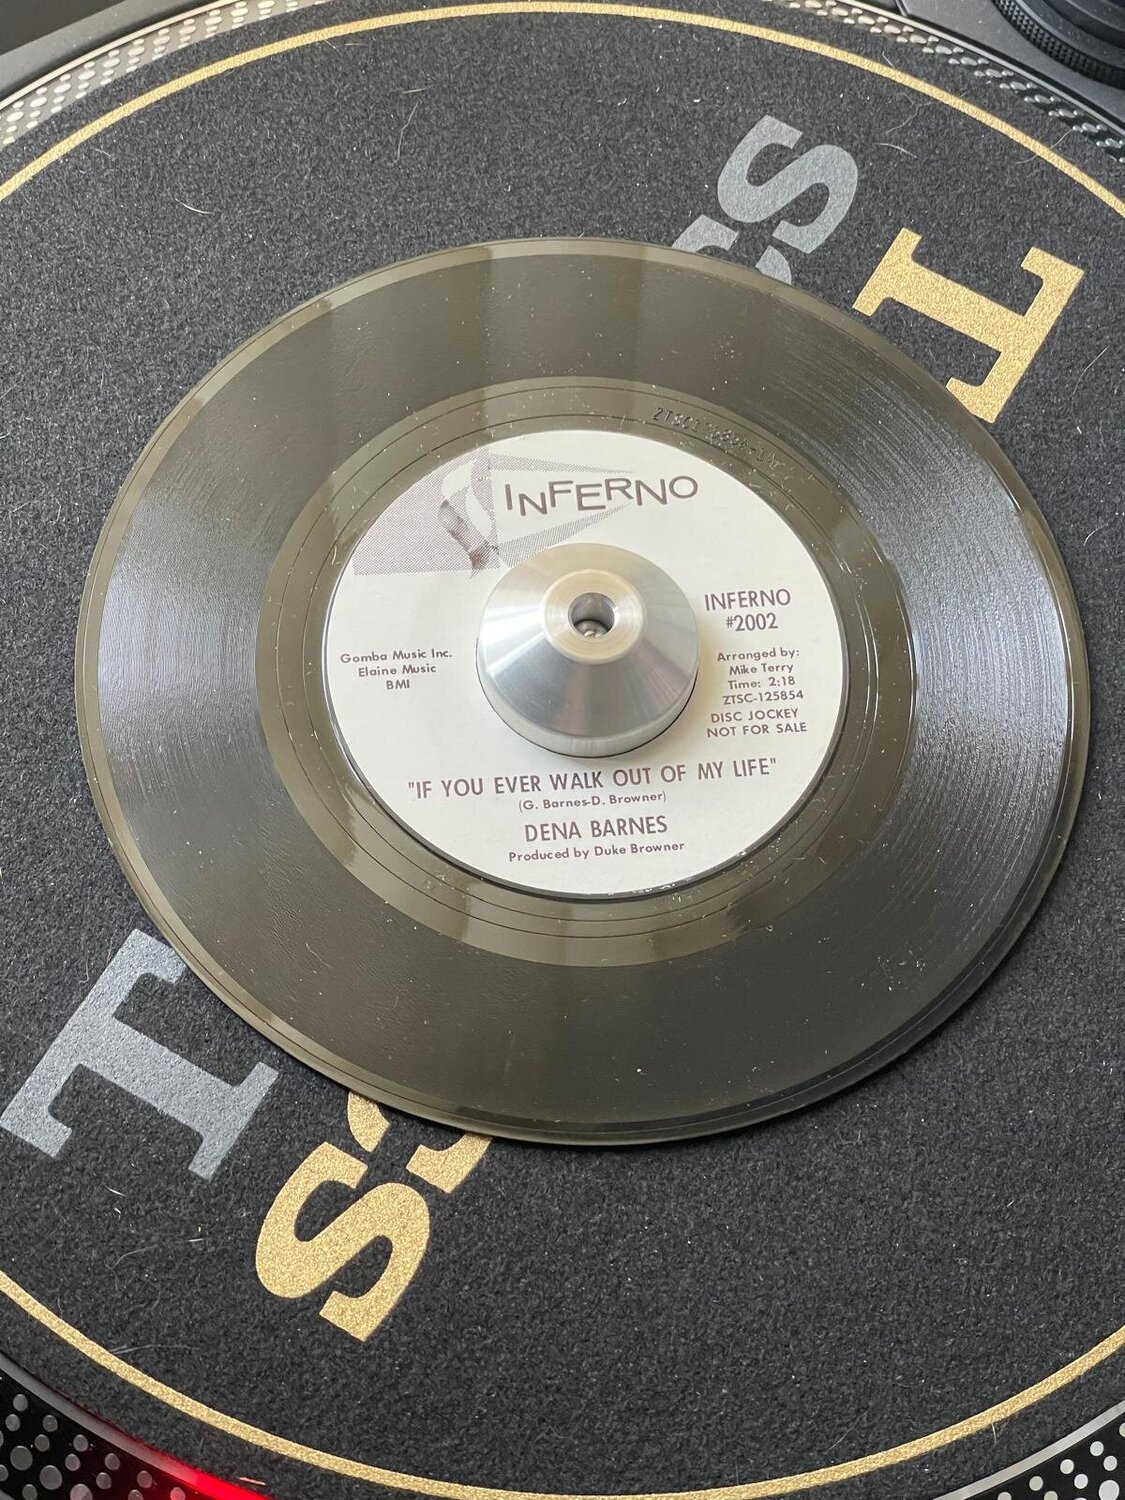 INFERNO
INFERNO
#2002
Gomba Music Inc.
Elaine Music
BMI
Arranged by:
Mike Terry
Time: 2:18
ZTSC-125854
DISC JOCKEY
NOT FOR SALE
"IF YOU EVER WALK OUT OF MY LIFE"
(G. Barnes-D. Browner)
DENA BARNES
Produced by Duke Browner